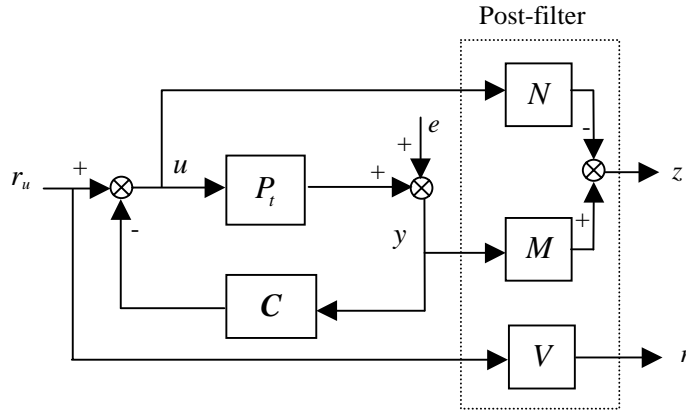 Post-filter
N
-
e
+
+
r_u
u
P_t
+
z
-
y
M
+
C
V
r